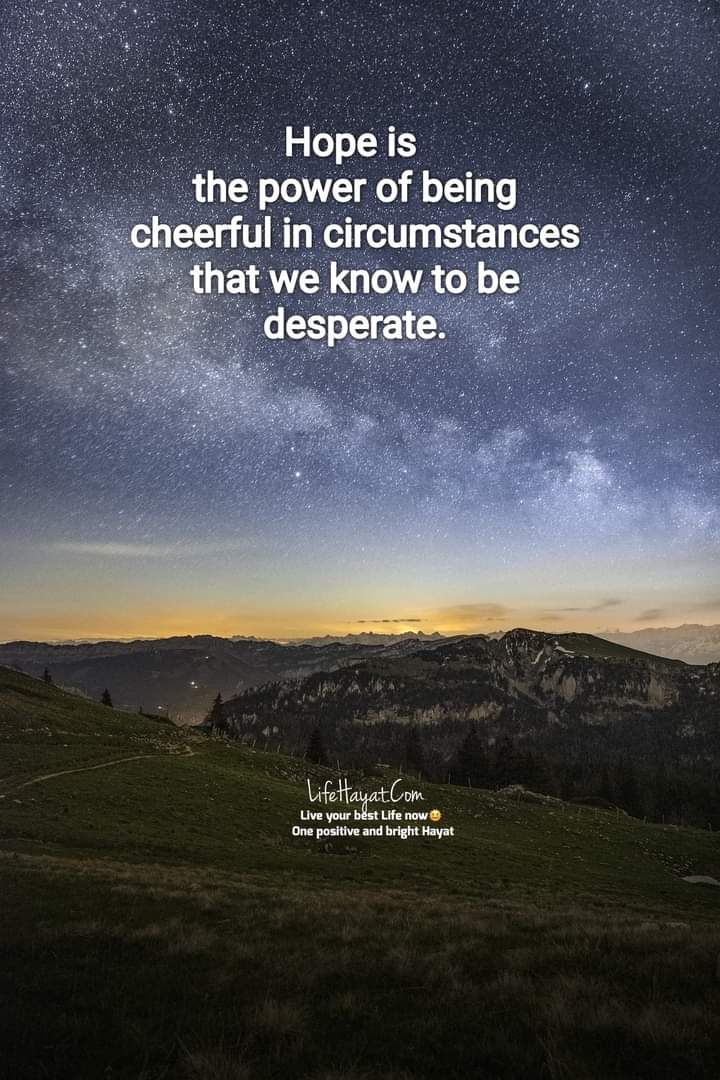 Hope is
the power of being
cheerful in circumstances
that we know to be
desperate.
LifeHayat.Com
Live your best Life now😆
One positive and bright Hayat